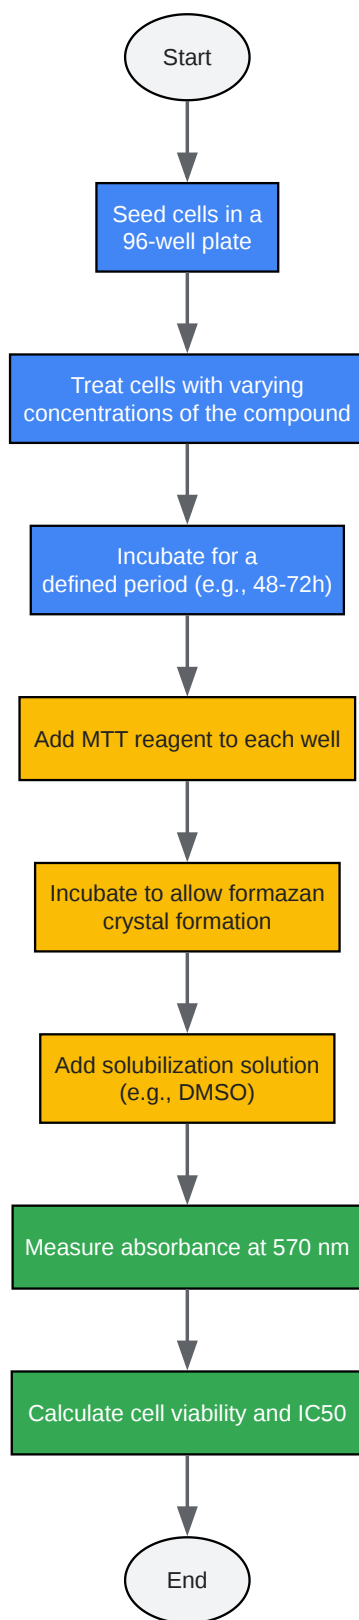 Start
Seed cells in a
96-well plate
Treat cells with varying
concentrations of the compound
Incubate for a
defined period (e.g., 48-72h)
Add MTT reagent to each well
Incubate to allow formazan
crystal formation
Add solubilization solution
(e.g., DMSO)
Measure absorbance at 570 nm
Calculate cell viability and IC50
End